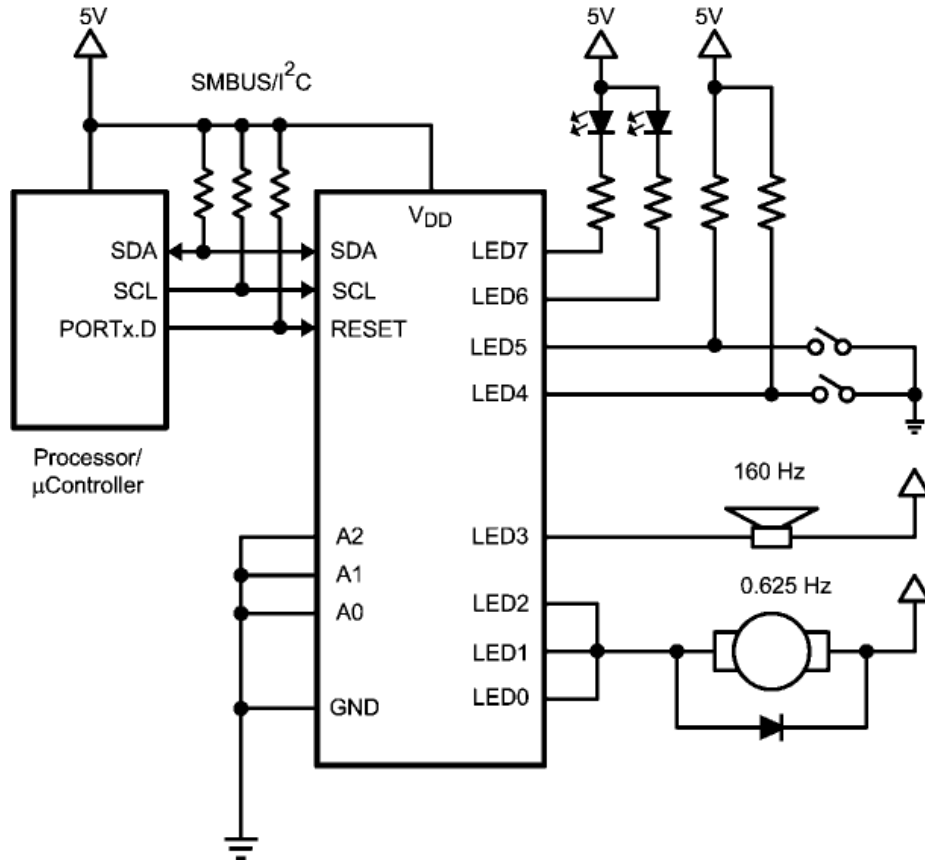 5V
5V
5V
SMBUS/I²C
V_DD
SDA
SCL
PORTx.D
SDA
SCL
RESET
LED7
LED6
LED5
LED4
Processor/
μController
160 Hz
A2
A1
A0
GND
LED3
0.625 Hz
LED2
LED1
LED0